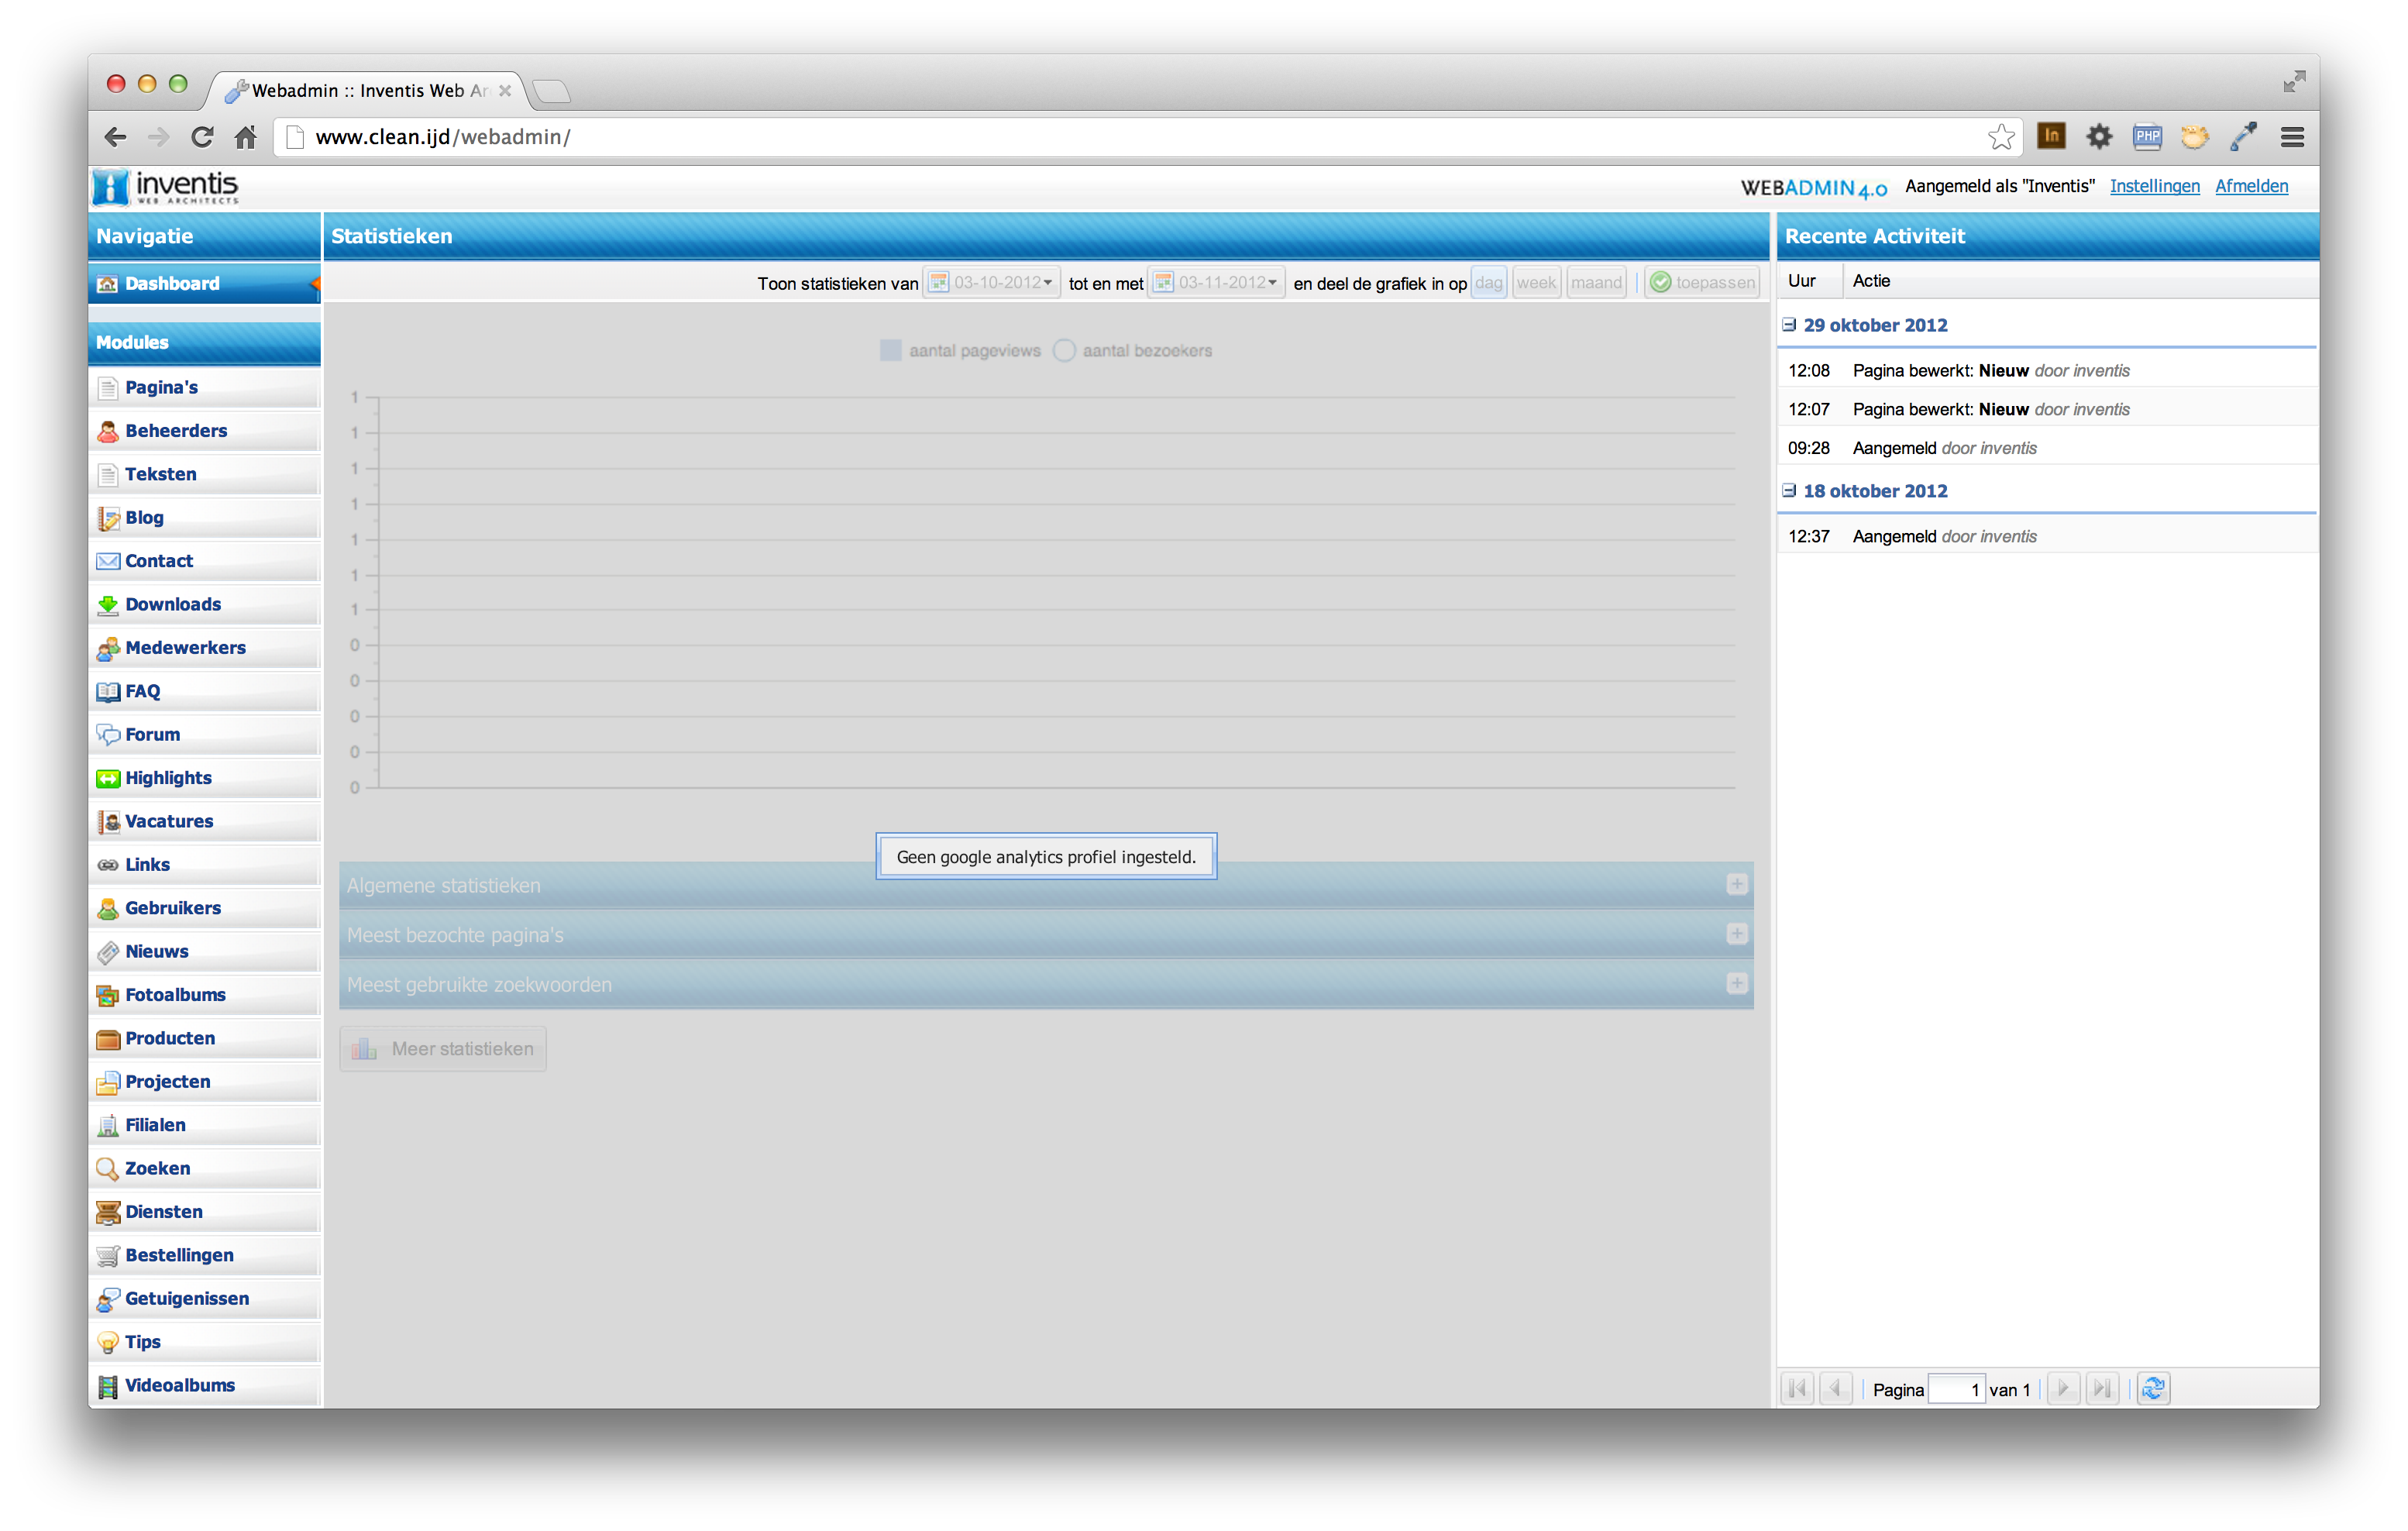 Webadmin :: Inventis Web Ar
www.clean.ijd/webadmin/
In
PHP
inventis
WEB ARCHITECTS
WEBADMIN 4.0 Aangemeld als "Inventis" Instellingen Afmelden
Navigatie
Dashboard
Modules
Pagina's
Beheerders
Teksten
Blog
Contact
Downloads
Medewerkers
FAQ
Forum
Highlights
Vacatures
Links
Gebruikers
Nieuws
Fotoalbums
Producten
Projecten
Filialen
Zoeken
Diensten
Bestellingen
Getuigenissen
Tips
Videoalbums
Statistieken
Toon statistieken van 03-10-2012 tot en met 03-11-2012 en deel de grafiek in op dag week maand toepassen
aantal pageviews aantal bezoekers
1
1
1
1
1
1
1
0
0
0
0
0
Geen google analytics profiel ingesteld.
Algemene statistieken
Meest bezochte pagina's
Meest gebruikte zoekwoorden
Meer statistieken
Recente Activiteit
Uur Actie
29 oktober 2012
12:08 Pagina bewerkt: Nieuw door inventis
12:07 Pagina bewerkt: Nieuw door inventis
09:28 Aangemeld door inventis
18 oktober 2012
12:37 Aangemeld door inventis
Pagina 1 van 1